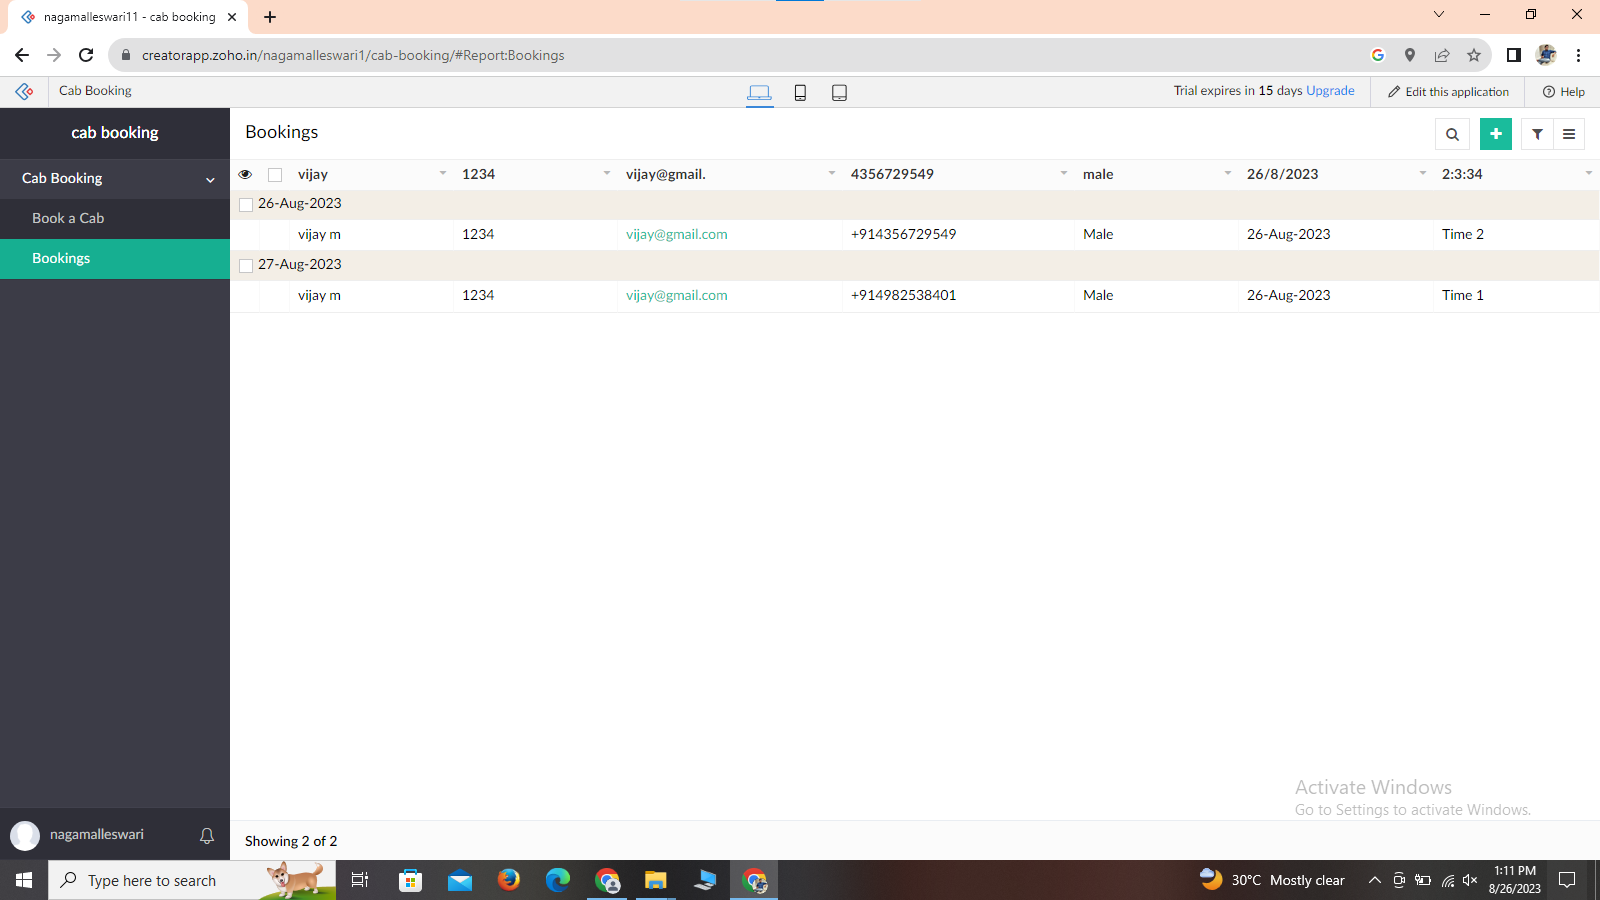 nagamalleswari11 - cab booking
creatorapp.zoho.in/nagamalleswari1/cab-booking/#Report:Bookings
Cab Booking
Trial expires in 15 days Upgrade
Edit this application
Help
cab booking
Bookings
Cab Booking
Book a Cab
Bookings
vijay 1234 vijay@gmail. 4356729549 male 26/8/2023 2:3:34
26-Aug-2023
vijay m 1234 vijay@gmail.com +914356729549 Male 26-Aug-2023 Time 2
27-Aug-2023
vijay m 1234 vijay@gmail.com +914982538401 Male 26-Aug-2023 Time 1
Activate Windows
Go to Settings to activate Windows.
nagamalleswari
Showing 2 of 2
Type here to search
30°C Mostly clear
1:11 PM
8/26/2023